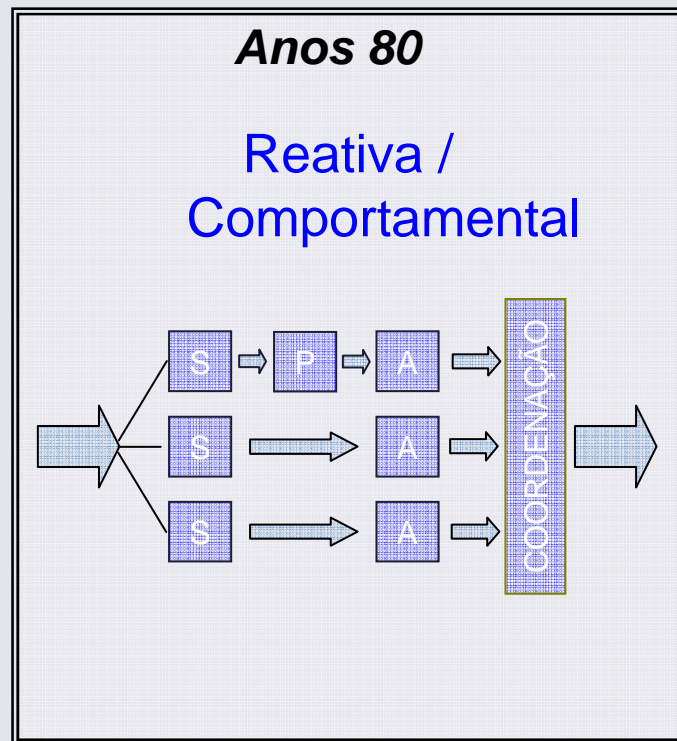 Anos 80
Reativa /
Comportamental
S P A
S A
S A
COORDENAÇÃO